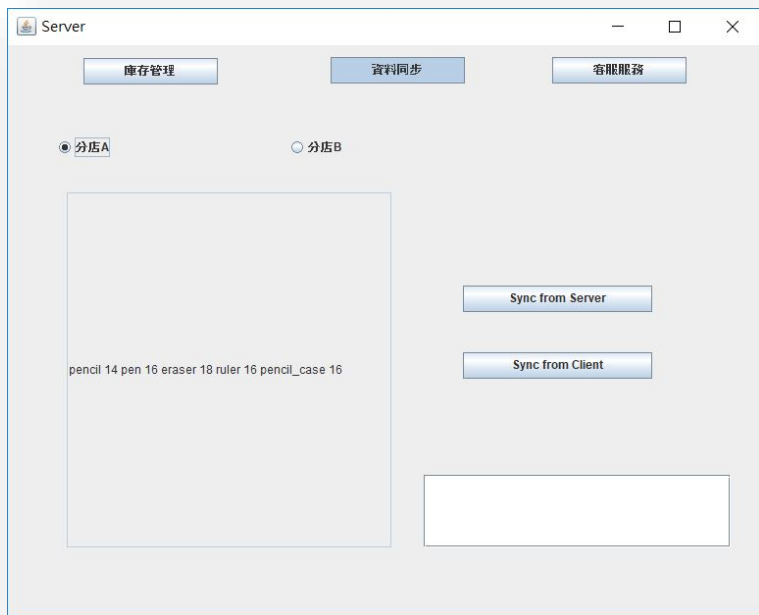 Server
庫存管理 資料同步 客服服務
分店A 分店B
Sync from Server
pencil 14 pen 16 eraser 18 ruler 16 pencil_case 16
Sync from Client